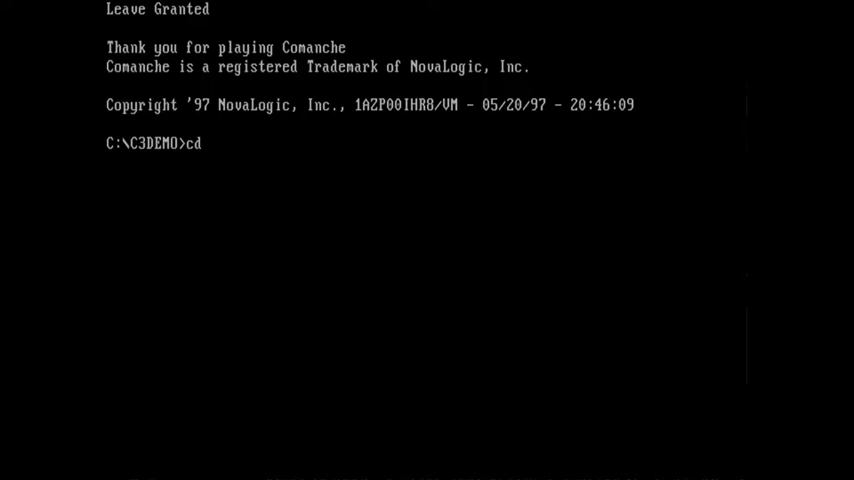 Leave Granted
Thank you for playing Comanche
Comanche is a registered Trademark of NovaLogic, Inc.
Copyright '97 NovaLogic, Inc., 1AZP00IHR8/VM - 05/20/97 - 20:46:09
C:\C3DEMO>cd